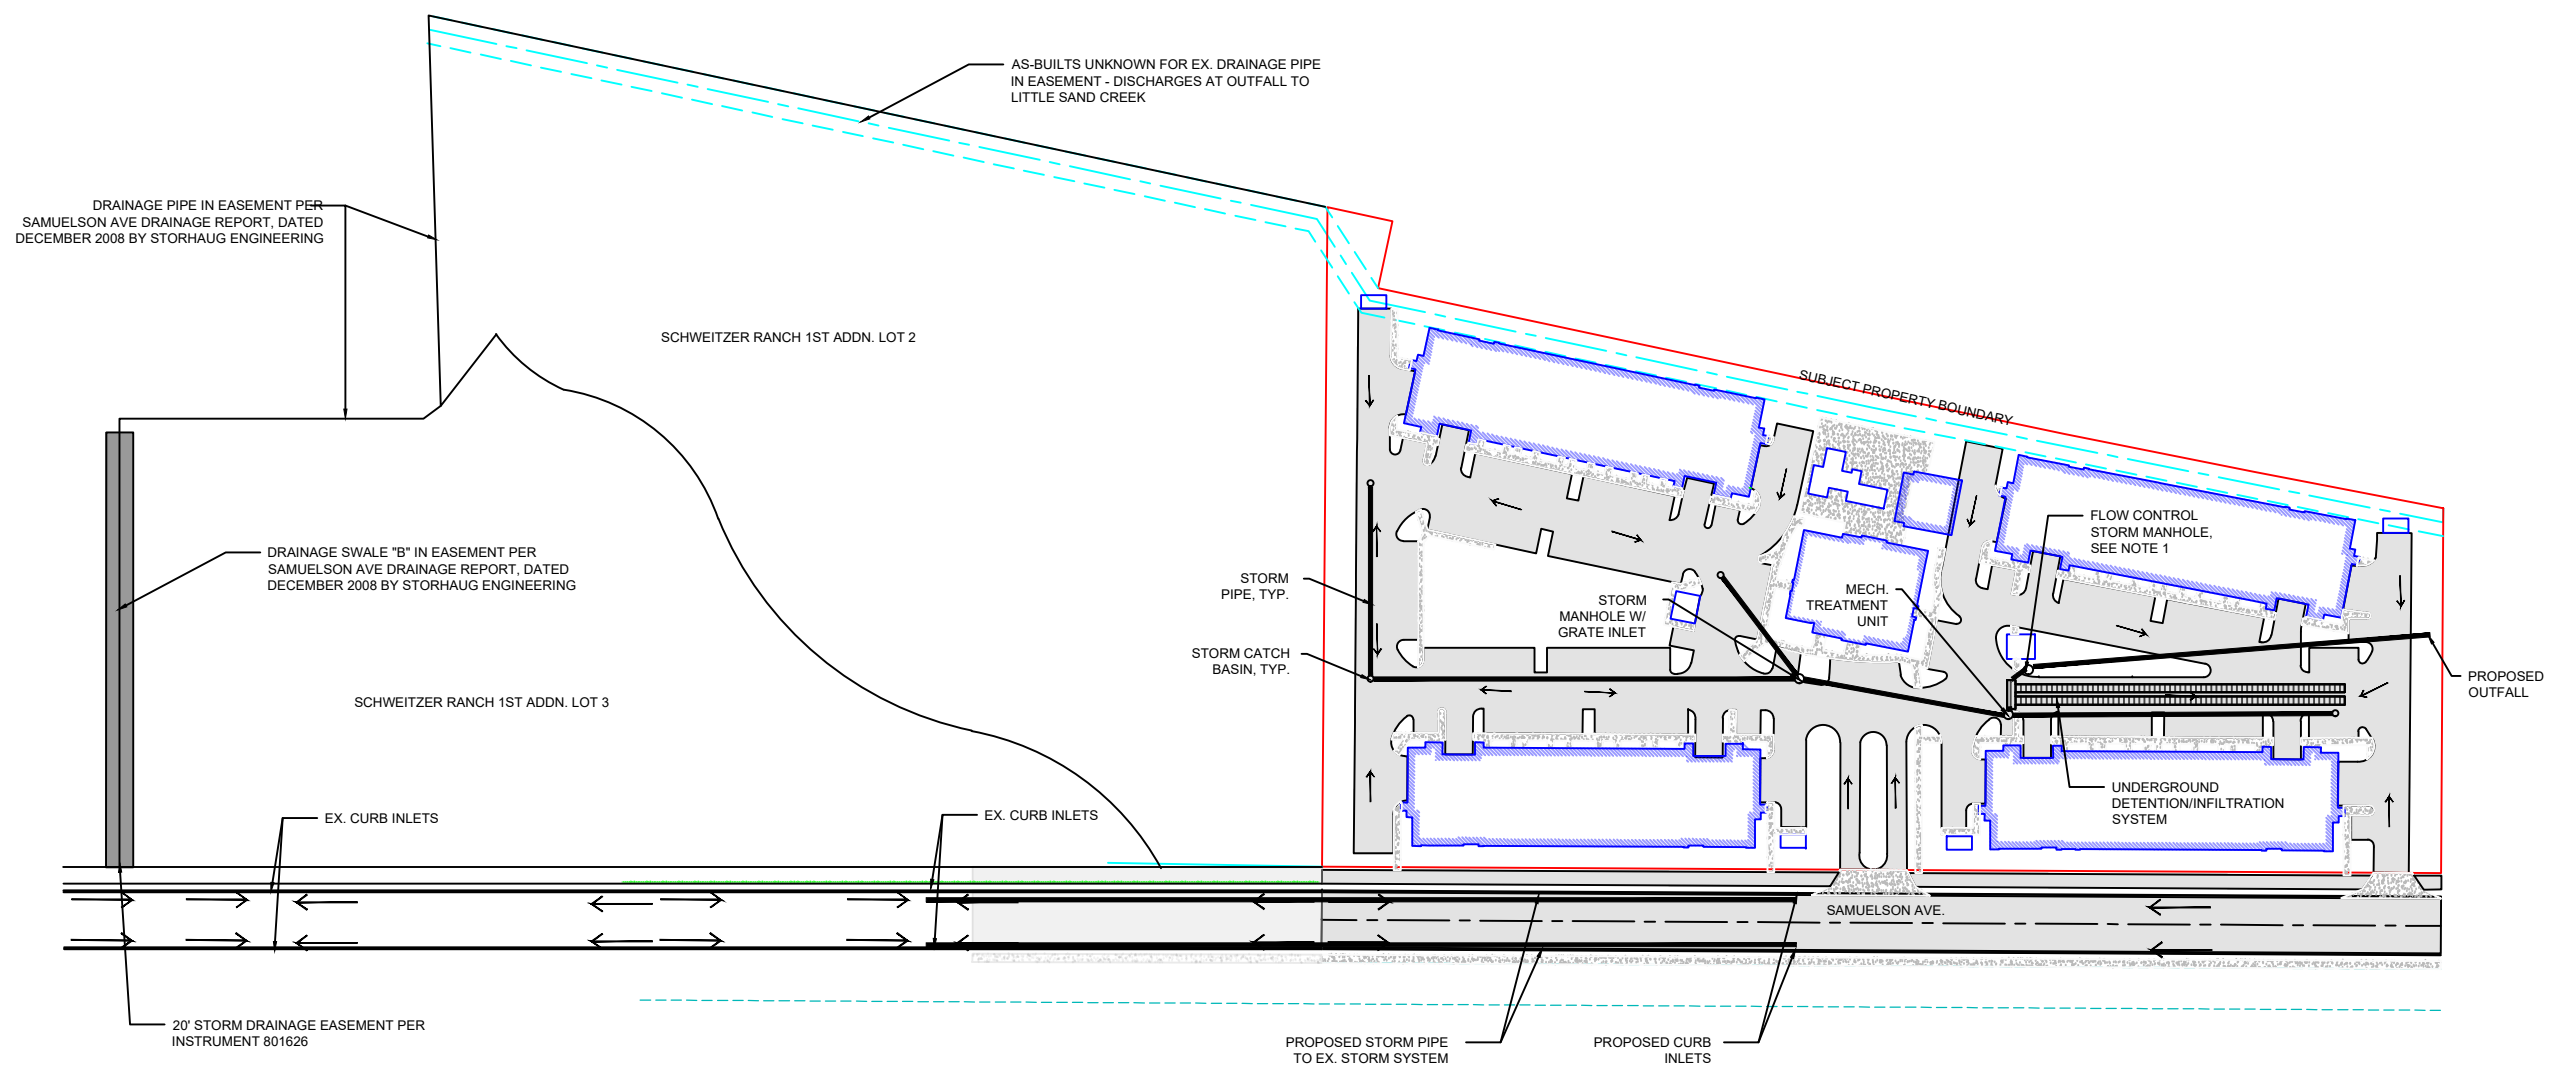 AS-BUILTS UNKNOWN FOR EX. DRAINAGE PIPE
IN EASEMENT - DISCHARGES AT OUTFALL TO
LITTLE SAND CREEK
DRAINAGE PIPE IN EASEMENT PER
SAMUELSON AVE DRAINAGE REPORT, DATED
DECEMBER 2008 BY STORHAUG ENGINEERING
SCHWEITZER RANCH 1ST ADDN. LOT 2
SUBJECT PROPERTY BOUNDARY
DRAINAGE SWALE "B" IN EASEMENT PER
SAMUELSON AVE DRAINAGE REPORT, DATED
DECEMBER 2008 BY STORHAUG ENGINEERING
FLOW CONTROL
STORM MANHOLE,
SEE NOTE 1
STORM
PIPE, TYP.
STORM
MANHOLE W/
GRATE INLET
MECH.
TREATMENT
UNIT
STORM CATCH
BASIN, TYP.
PROPOSED
OUTFALL
SCHWEITZER RANCH 1ST ADDN. LOT 3
UNDERGROUND
DETENTION/INFILTRATION
SYSTEM
EX. CURB INLETS
EX. CURB INLETS
SAMUELSON AVE.
20' STORM DRAINAGE EASEMENT PER
INSTRUMENT 801626
PROPOSED STORM PIPE
TO EX. STORM SYSTEM
PROPOSED CURB
INLETS